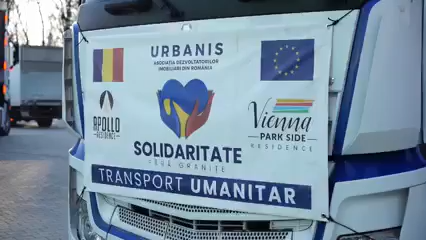 URBANIS
ASOCIAȚIA DEZVOLTATORILOR
IMOBILIARI DIN ROMÂNIA
APOLLO
RESIDENCE
Vienna
PARK SIDE
RESIDENCE
SOLIDARITATE
FĂRĂ GRANIȚE
TRANSPORT UMANITAR